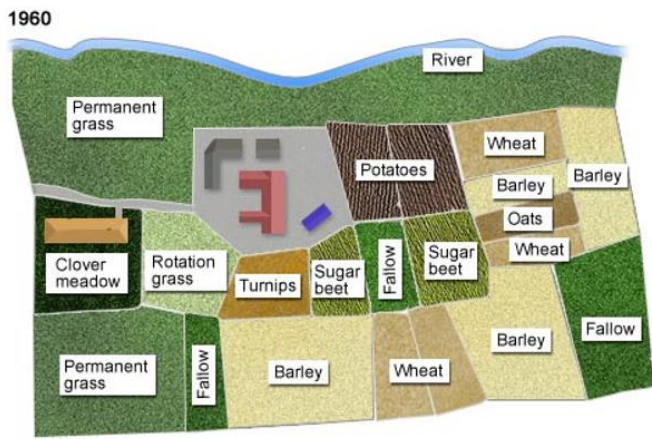 1960
River
Permanent
grass
Wheat
Potatoes
Barley
Barley
Oats
Wheat
Clover
meadow
Rotation
grass
Turnips
Sugar
beet
Fallow
Sugar
beet
Permanent
grass
Fallow
Barley
Wheat
Barley
Fallow